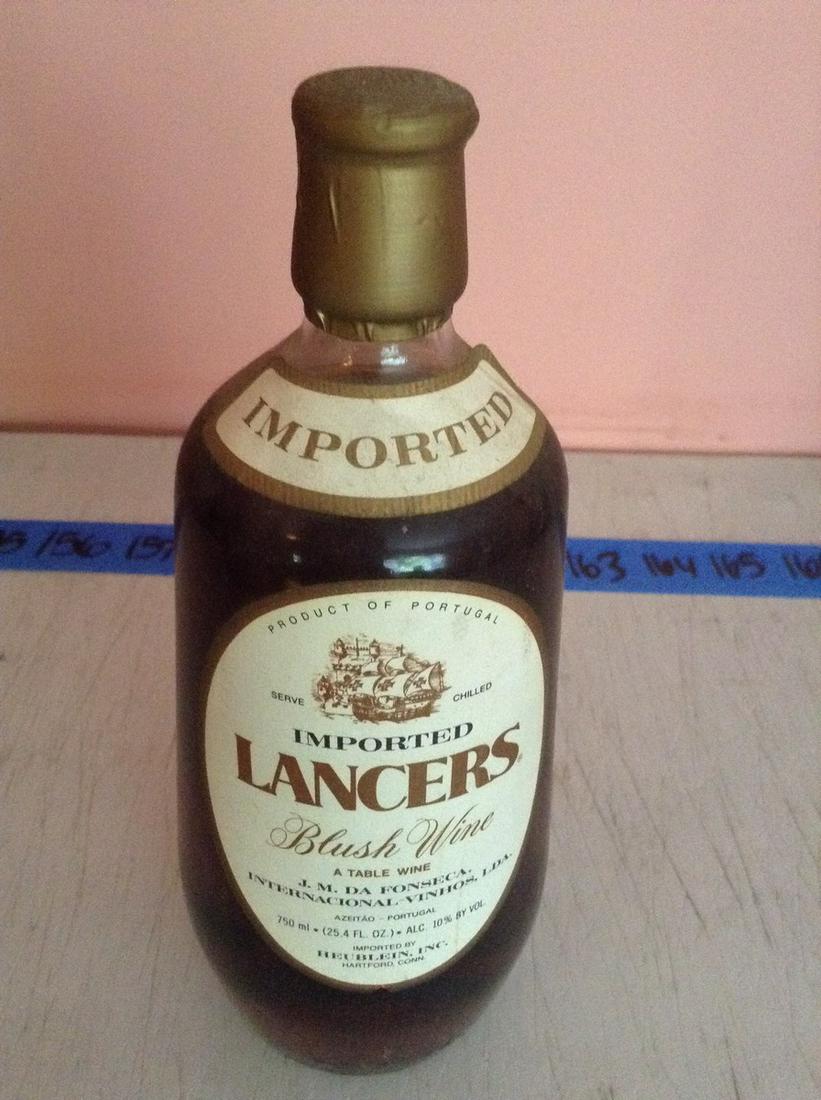 IMPORTED
156 157
163 164 165
PRODUCT OF PORTUGAL
SERVE CHILLED
IMPORTED
LANCERS
Blush Wine
A TABLE WINE
J. M. DA FONSECA,
INTERNACIONAL-VINHOS, LDA.
AZEITÃO - PORTUGAL
750 ml • (25.4 FL. OZ.) • ALC. 10% BY VOL.
IMPORTED BY
HEUBLEIN, INC.
HARTFORD, CONN.